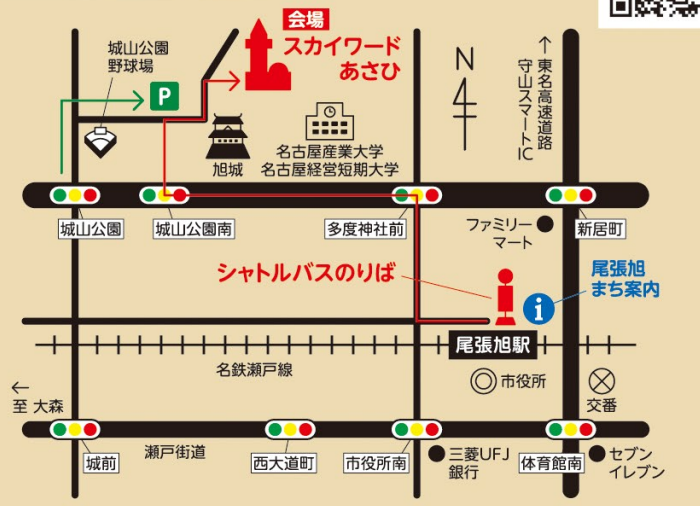 会場
スカイワード
あさひ
城山公園
野球場
P
N
↑東名高速道路
守山スマートIC
旭城
名古屋産業大学
名古屋経営短期大学
城山公園
城山公園南
多度神社前
ファミリー
マート
新居町
シャトルバスのりば
尾張旭
まち案内
i
尾張旭駅
名鉄瀬戸線
市役所
交番
←
至 大森
城前
瀬戸街道
西大道町
市役所南
三菱UFJ
銀行
体育館南
セブン
イレブン